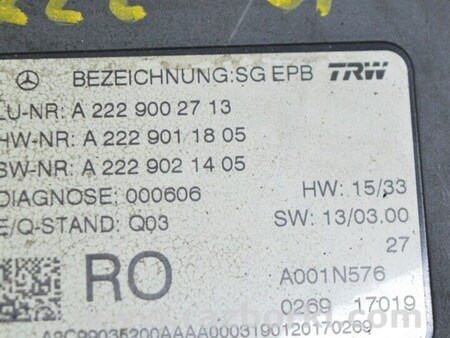 222
BEZEICHNUNG:SG EPB TRW
LU-NR: A 222 900 27 13
HW-NR: A 222 901 18 05
SW-NR: A 222 902 14 05
DIAGNOSE: 000606 HW: 15/33
E/Q-STAND: Q03 SW: 13/03.00
27
RO A001N576
0269 17019
A2C99035200AAAA0003190120170269